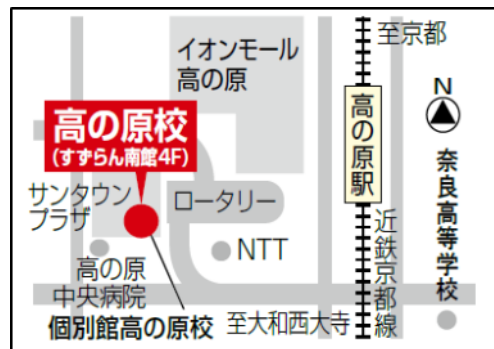 至京都
イオンモール
高の原
N
高の原校
(すずらん南館4F)
高の原駅
奈良高等学校
サンタウン
プラザ
ロータリー
近鉄京都線
NTT
高の原
中央病院
個別館高の原校
至大和西大寺